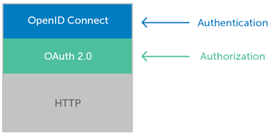 OpenID Connect
Authentication
OAuth 2.0
Authorization
HTTP